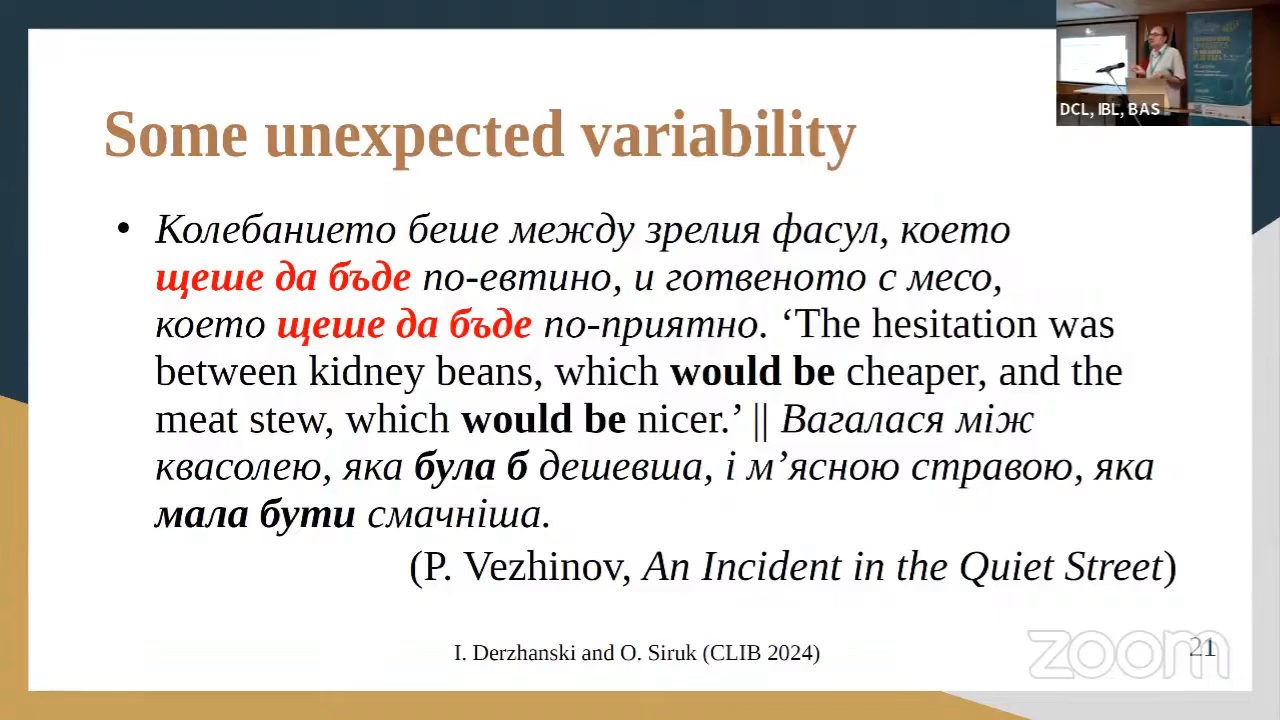 DCL, IBL, BAS
Some unexpected variability
• Колебанието беше между зрелия фасул, което
щеше да бъде по-евтино, и готвеното с месо,
което щеше да бъде по-приятно. ‘The hesitation was
between kidney beans, which would be cheaper, and the
meat stew, which would be nicer.’ || Вагалася між
квасолею, яка була б дешевша, і м’ясною стравою, яка
мала бути смачніша.
(P. Vezhinov, An Incident in the Quiet Street)
I. Derzhanski and O. Siruk (CLIB 2024)
21
zoom